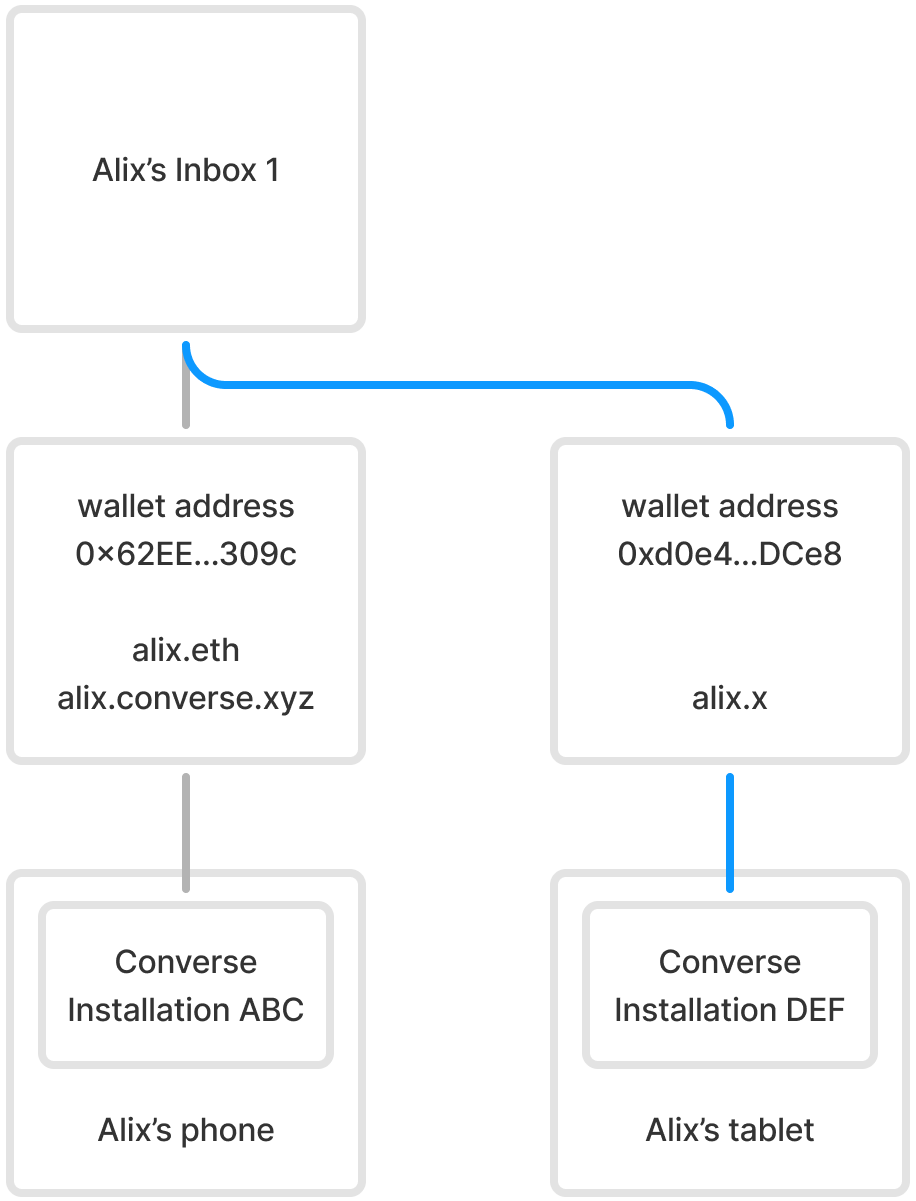 Alix’s Inbox 1
wallet address
0×62EE...309c
alix.eth
alix.converse.xyz
wallet address
0xd0e4...DCe8
alix.x
Converse
Installation ABC
Alix’s phone
Converse
Installation DEF
Alix’s tablet